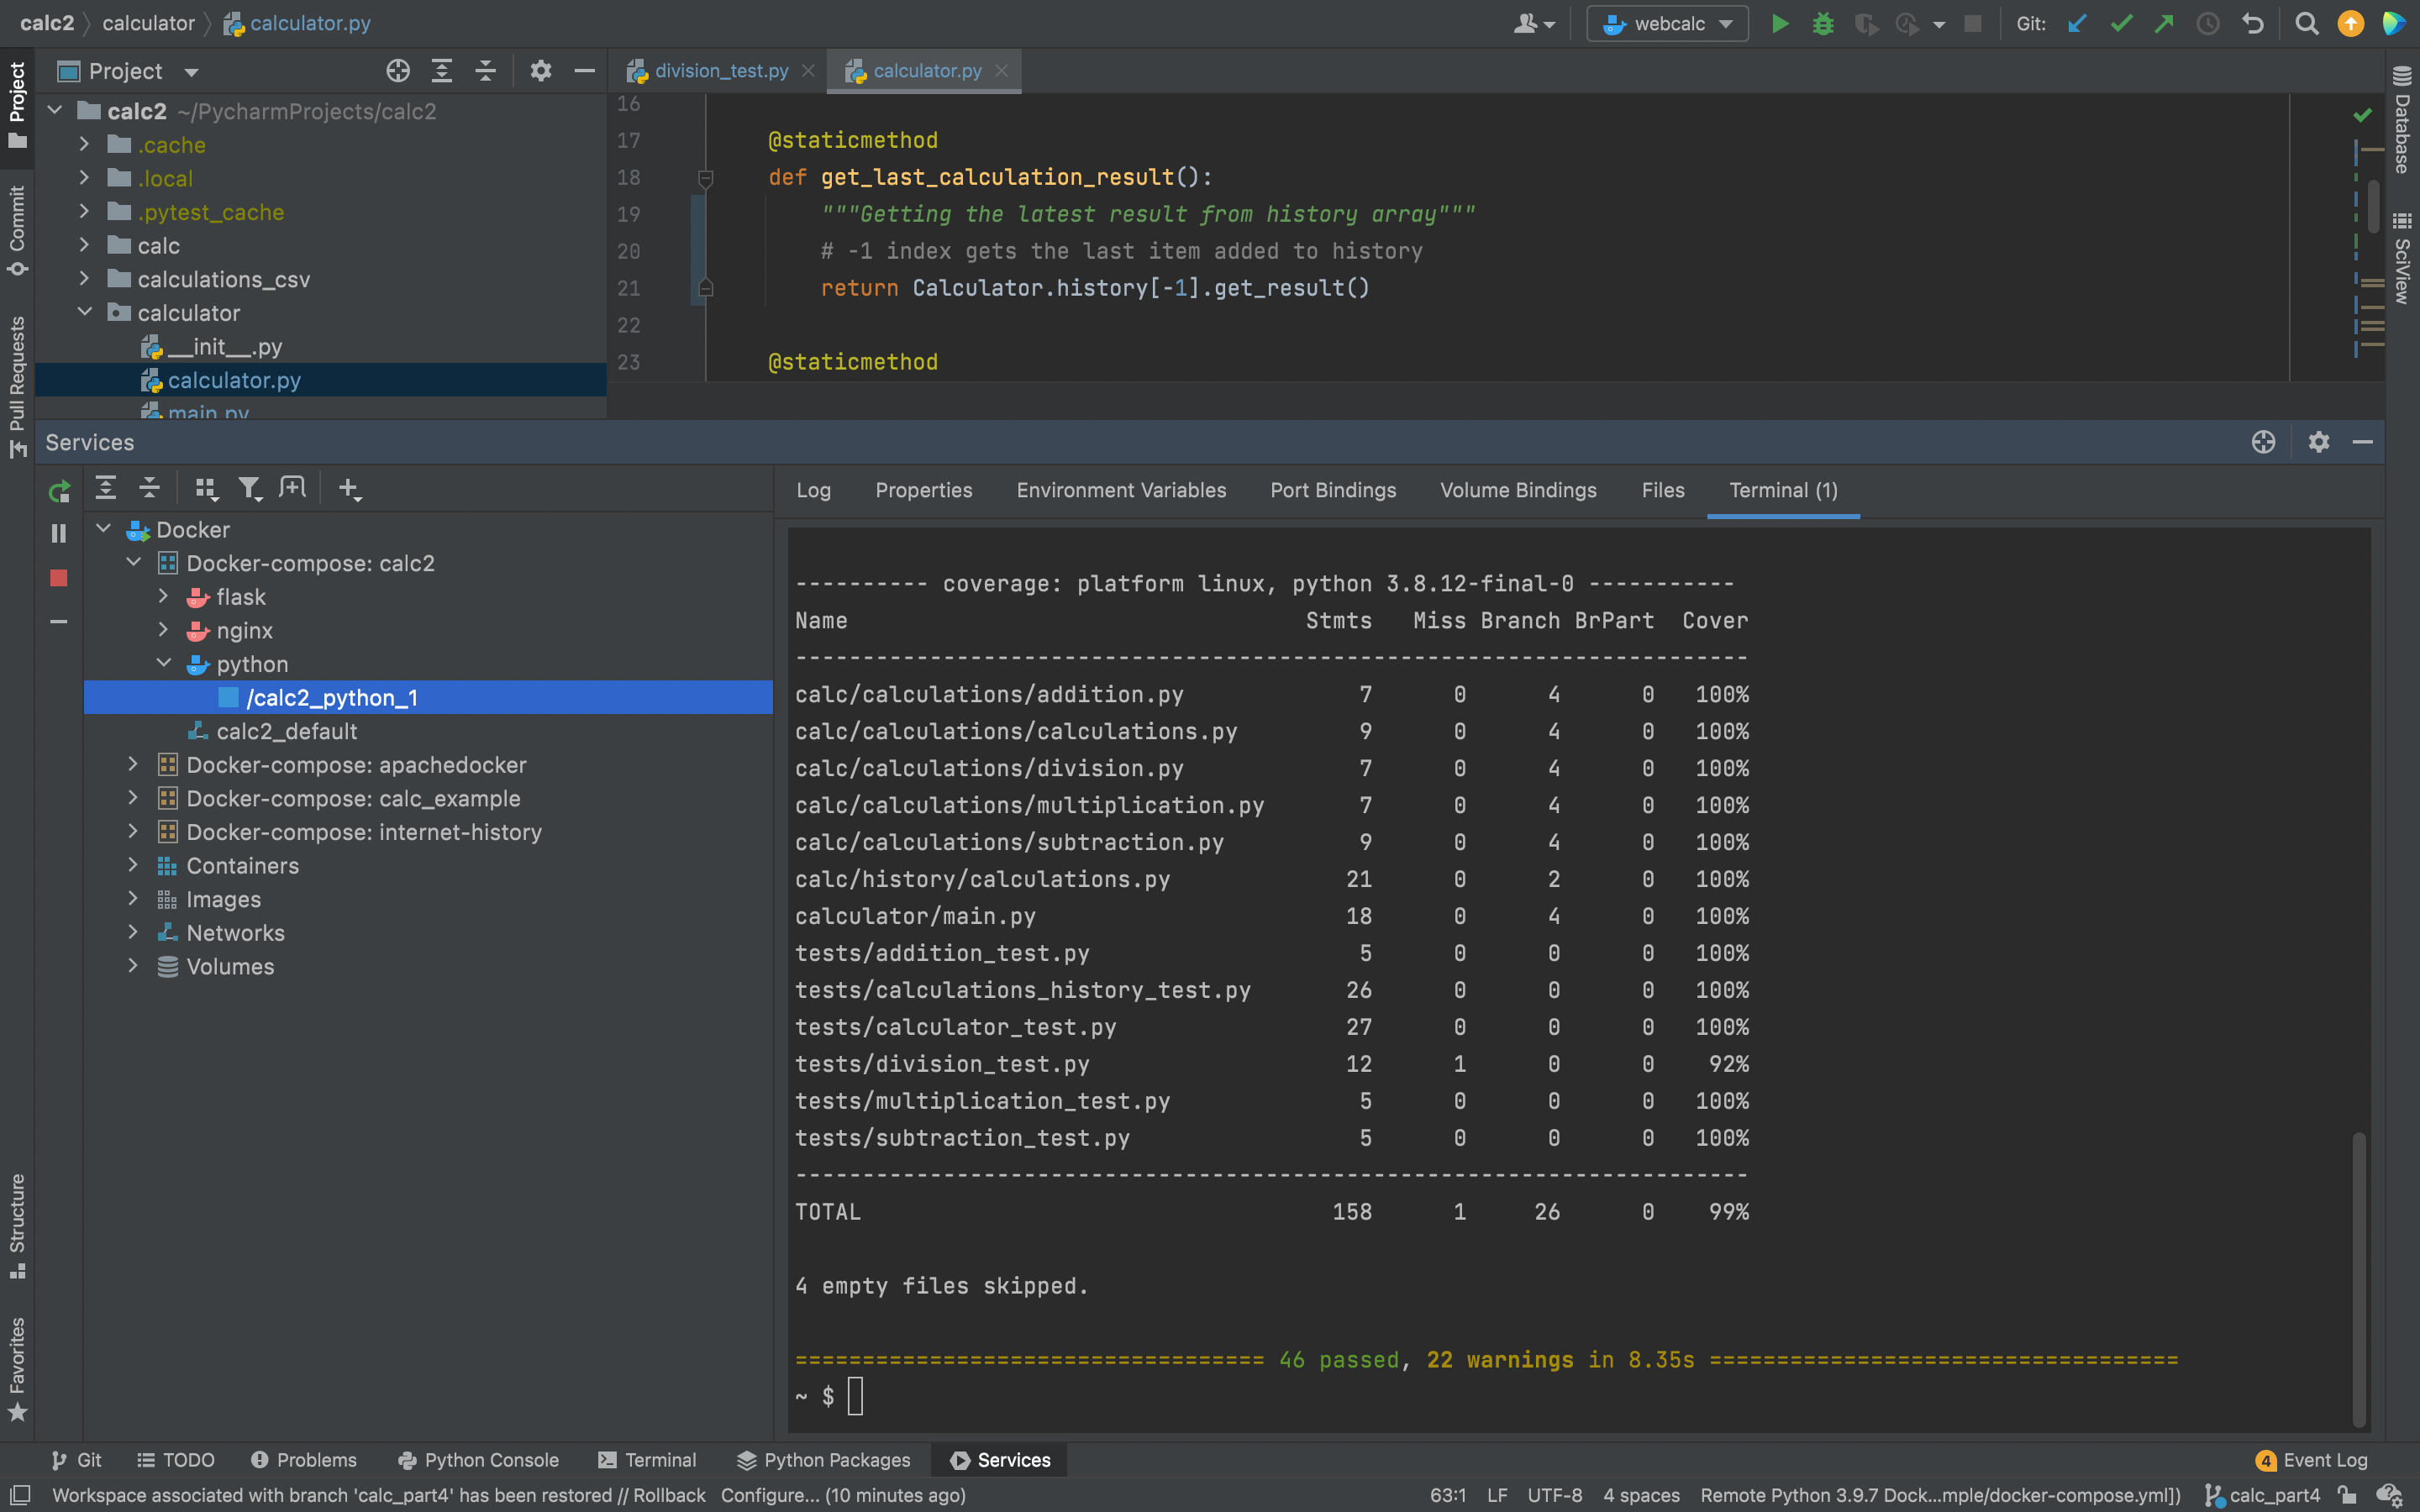 calc2 calculator calculator.py
webcalc Git:
Project
division_test.py calculator.py
Project
Commit
Pull Requests
Structure
Favorites
Database
SciView
calc2 ~/PycharmProjects/calc2
.cache
.local
.pytest_cache
calc
calculations_csv
calculator
__init__.py
calculator.py
main.py
16
17 @staticmethod
18 def get_last_calculation_result():
19 """Getting the latest result from history array"""
20 # -1 index gets the last item added to history
21 return Calculator.history[-1].get_result()
22
23 @staticmethod
Services
Docker
Docker-compose: calc2
flask
nginx
python
/calc2_python_1
calc2_default
Docker-compose: apachedocker
Docker-compose: calc_example
Docker-compose: internet-history
Containers
Images
Networks
Volumes
Log Properties Environment Variables Port Bindings Volume Bindings Files Terminal (1)
---------- coverage: platform linux, python 3.8.12-final-0 -----------
Name Stmts Miss Branch BrPart Cover
-----------------------------------------------------------------------
calc/calculations/addition.py 7 0 4 0 100%
calc/calculations/calculations.py 9 0 4 0 100%
calc/calculations/division.py 7 0 4 0 100%
calc/calculations/multiplication.py 7 0 4 0 100%
calc/calculations/subtraction.py 9 0 4 0 100%
calc/history/calculations.py 21 0 2 0 100%
calculator/main.py 18 0 4 0 100%
tests/addition_test.py 5 0 0 0 100%
tests/calculations_history_test.py 26 0 0 0 100%
tests/calculator_test.py 27 0 0 0 100%
tests/division_test.py 12 1 0 0 92%
tests/multiplication_test.py 5 0 0 0 100%
tests/subtraction_test.py 5 0 0 0 100%
-----------------------------------------------------------------------
TOTAL 158 1 26 0 99%
4 empty files skipped.
=================================== 46 passed, 22 warnings in 8.35s ===================================
~ $
Git TODO Problems Python Console Terminal Python Packages Services 4 Event Log
Workspace associated with branch 'calc_part4' has been restored // Rollback Configure... (10 minutes ago) 63:1 LF UTF-8 4 spaces Remote Python 3.9.7 Dock...mple/docker-compose.yml]) calc_part4